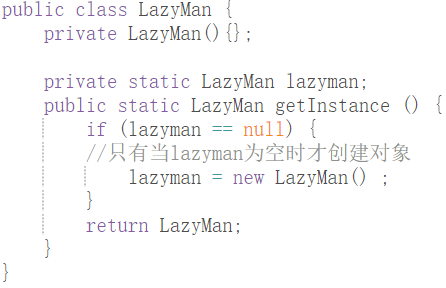 public class LazyMan {
    private LazyMan(){};

    private static LazyMan lazyman;
    public static LazyMan getInstance () {
        if (lazyman == null) {
        //只有当lazyman为空时才创建对象
            lazyman = new LazyMan() ;
        }
        return LazyMan;
    }
}